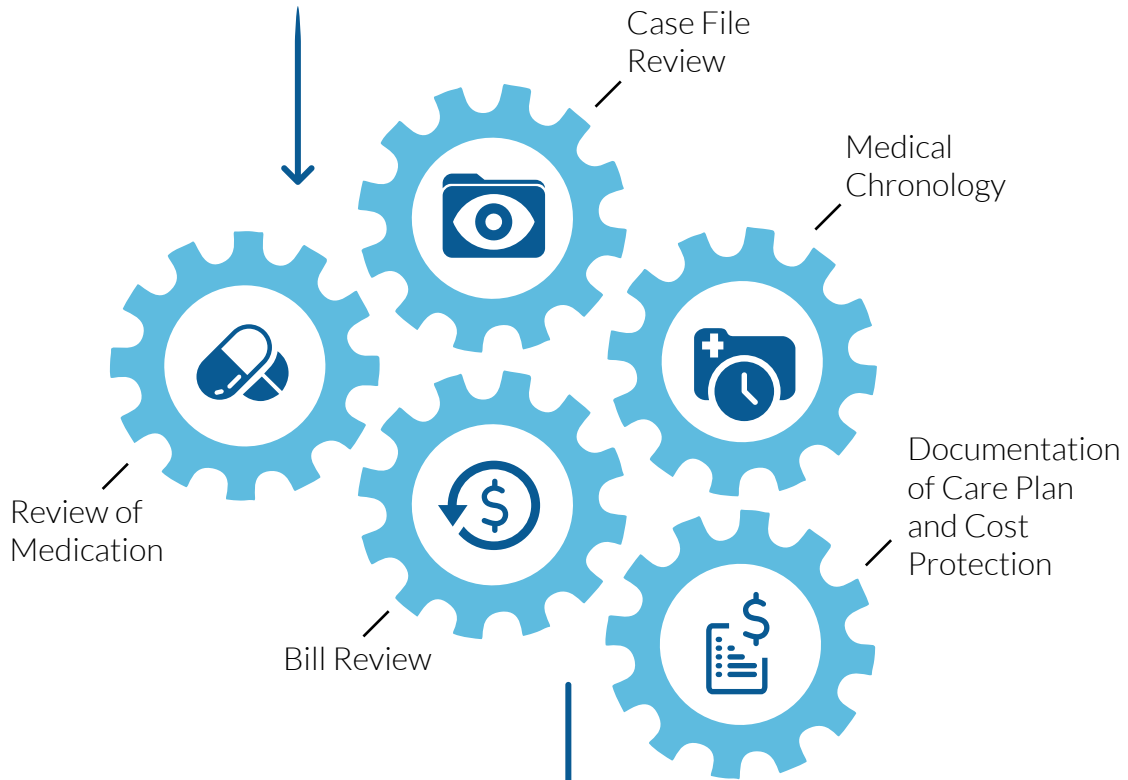 Case File
Review
Medical
Chronology
Documentation
of Care Plan
and Cost
Protection
Review of
Medication
Bill Review